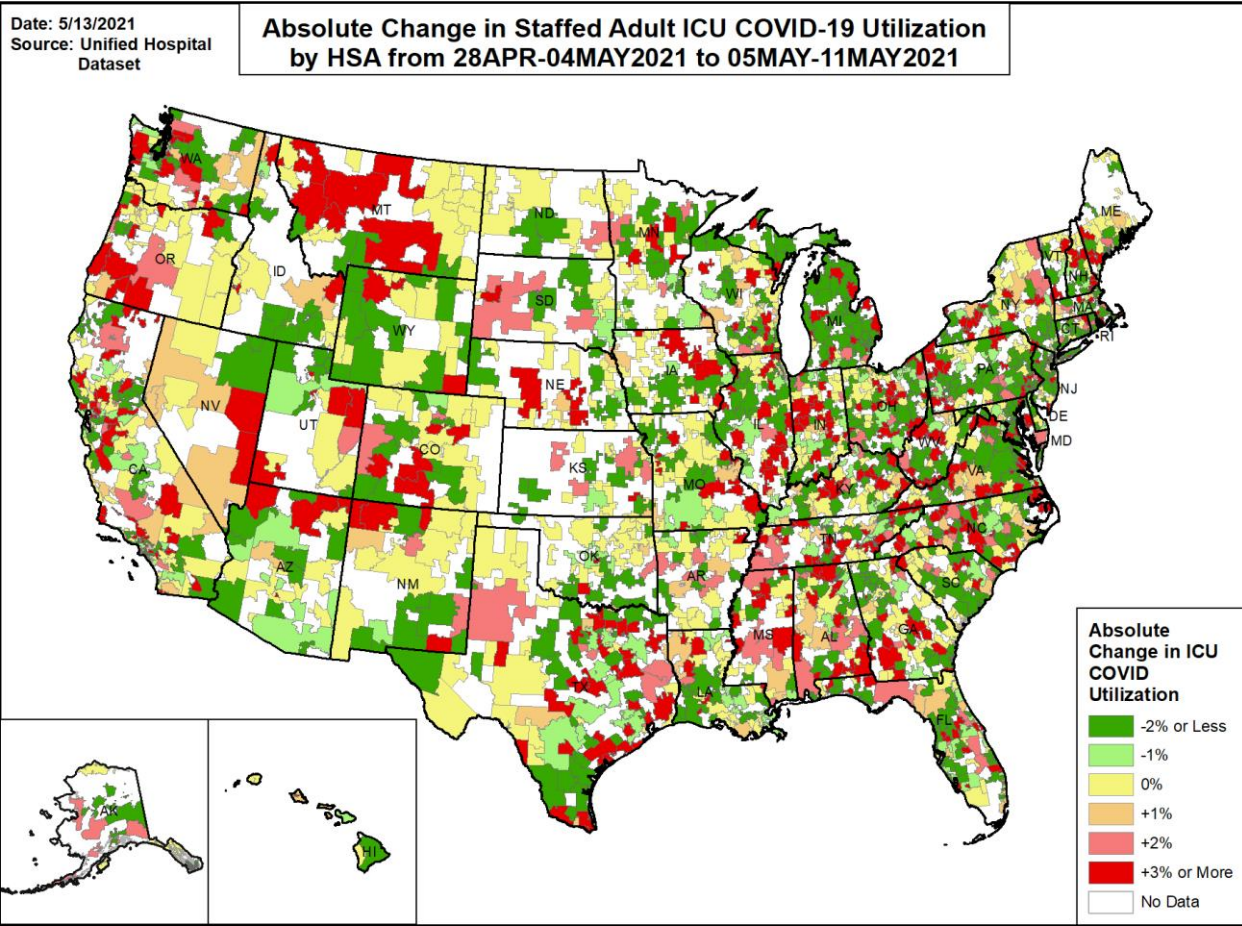 Date: 5/13/2021
Source: Unified Hospital
Dataset
Absolute Change in Staffed Adult ICU COVID-19 Utilization
by HSA from 28APR-04MAY2021 to 05MAY-11MAY2021
WA
MT
ND
MN
ME
OR
ID
SD
WI
VT
NH
NY
MA
CT
RI
WY
MI
IA
NE
PA
NJ
NV
UT
CO
IL
IN
OH
DE
MD
WV
VA
CA
KS
MO
KY
NC
TN
AZ
NM
OK
AR
SC
MS
AL
GA
TX
LA
FL
AK
HI
Absolute
Change in ICU
COVID
Utilization
-2% or Less
-1%
0%
+1%
+2%
+3% or More
No Data